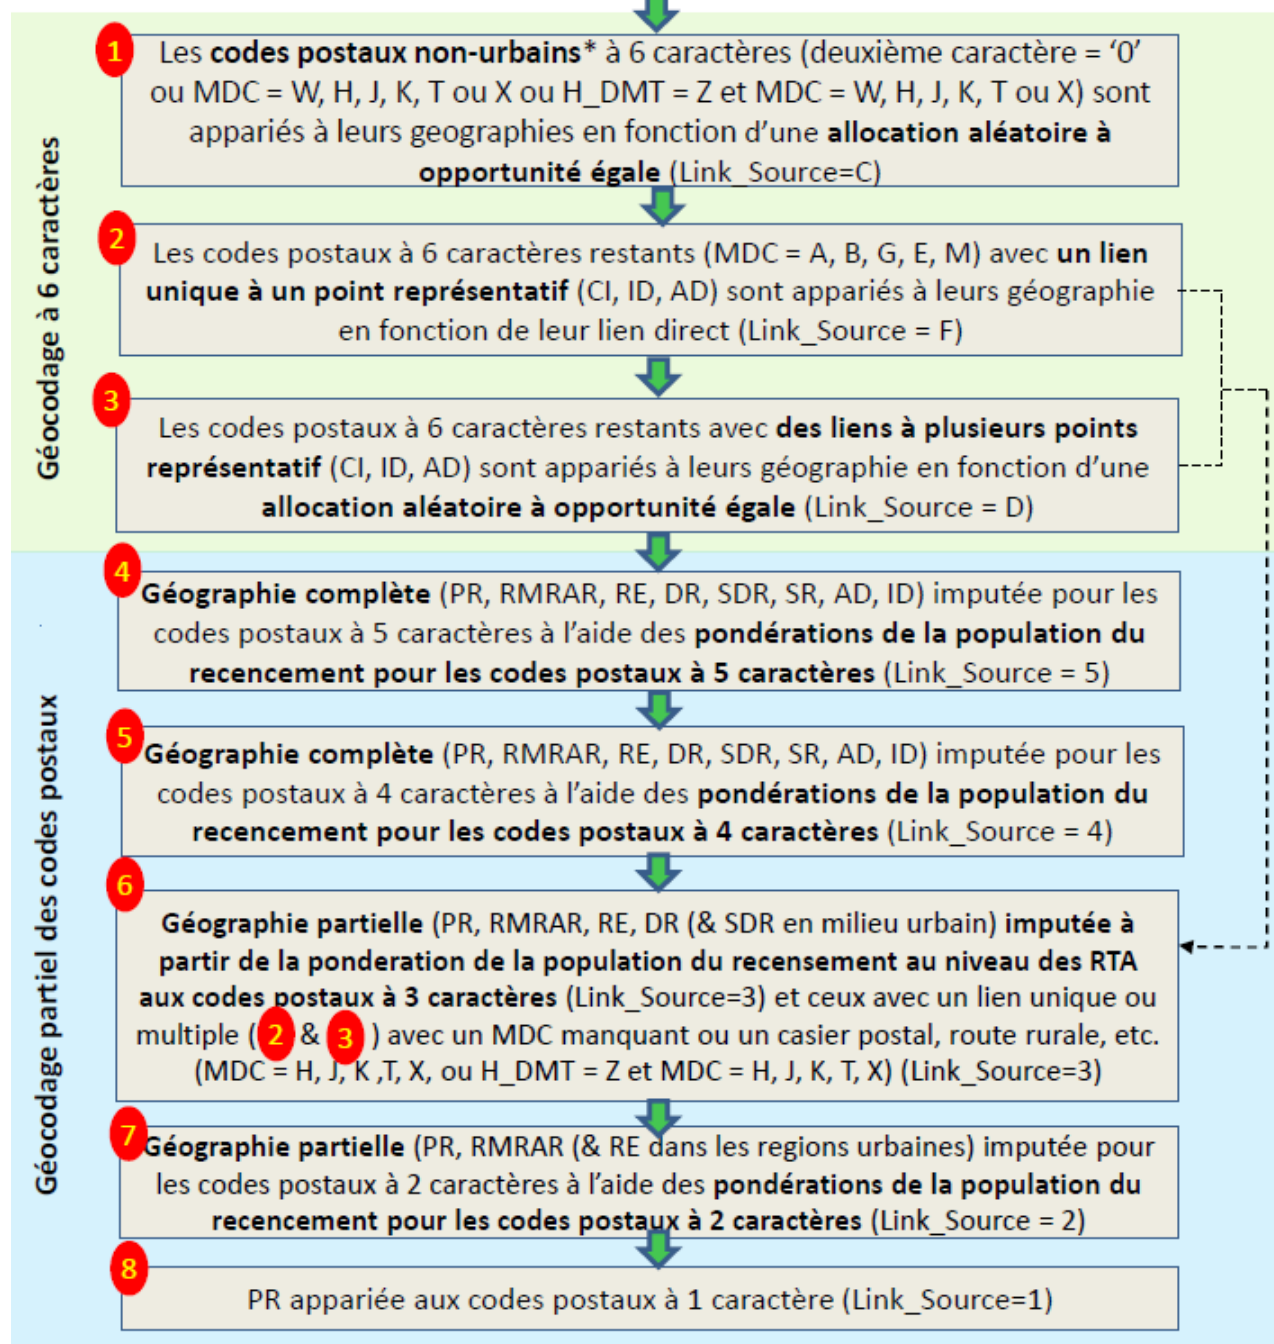 1
Les codes postaux non-urbains* à 6 caractères (deuxième caractère = ‘0’
ou MDC = W, H, J, K, T ou X ou H_DMT = Z et MDC = W, H, J, K, T ou X) sont
appariés à leurs geographies en fonction d’une allocation aléatoire à
opportunité égale (Link_Source=C)
2
Les codes postaux à 6 caractères restants (MDC = A, B, G, E, M) avec un lien
unique à un point représentatif (CI, ID, AD) sont appariés à leurs géographie
en fonction de leur lien direct (Link_Source = F)
3
Les codes postaux à 6 caractères restants avec des liens à plusieurs points
représentatif (CI, ID, AD) sont appariés à leurs géographie en fonction d’une
allocation aléatoire à opportunité égale (Link_Source = D)
Géocodage à 6 caractères
4
Géographie complète (PR, RMRAR, RE, DR, SDR, SR, AD, ID) imputée pour les
codes postaux à 5 caractères à l’aide des pondérations de la population du
recencement pour les codes postaux à 5 caractères (Link_Source = 5)
5
Géographie complète (PR, RMRAR, RE, DR, SDR, SR, AD, ID) imputée pour les
codes postaux à 4 caractères à l’aide des pondérations de la population du
recencement pour les codes postaux à 4 caractères (Link_Source = 4)
6
Géographie partielle (PR, RMRAR, RE, DR (& SDR en milieu urbain) imputée à
partir de la ponderation de la population du recensement au niveau des RTA
aux codes postaux à 3 caractères (Link_Source=3) et ceux avec un lien unique ou
multiple ( 2 & 3 ) avec un MDC manquant ou un casier postal, route rurale, etc.
(MDC = H, J, K ,T, X, ou H_DMT = Z et MDC = H, J, K, T, X) (Link_Source=3)
7
Géographie partielle (PR, RMRAR (& RE dans les regions urbaines) imputée pour
les codes postaux à 2 caractères à l’aide des pondérations de la population du
recencement pour les codes postaux à 2 caractères (Link_Source = 2)
8
PR appariée aux codes postaux à 1 caractère (Link_Source=1)
Géocodage partiel des codes postaux